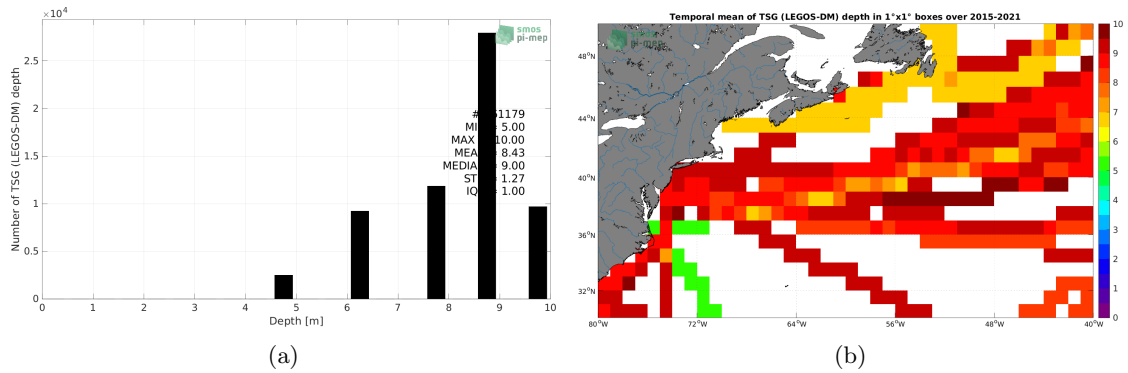 ×10⁴
2.5
2
1.5
1
0.5
0
0 1 2 3 4 5 6 7 8 9 10
Number of TSG (LEGOS-DM) depth
Depth [m]
smos
pi-mep
MAX 10.00
8.43
MEDIA 9.00
1.27
1.00
(a)
Temporal mean of TSG (LEGOS-DM) depth in 1°x1° boxes over 2015-2021
smos
pi-mep
48°N
44°N
40°N
36°N
32°N
80°W 72°W 64°W 56°W 48°W 40°W
10
9
8
7
6
5
4
3
2
1
0
(b)